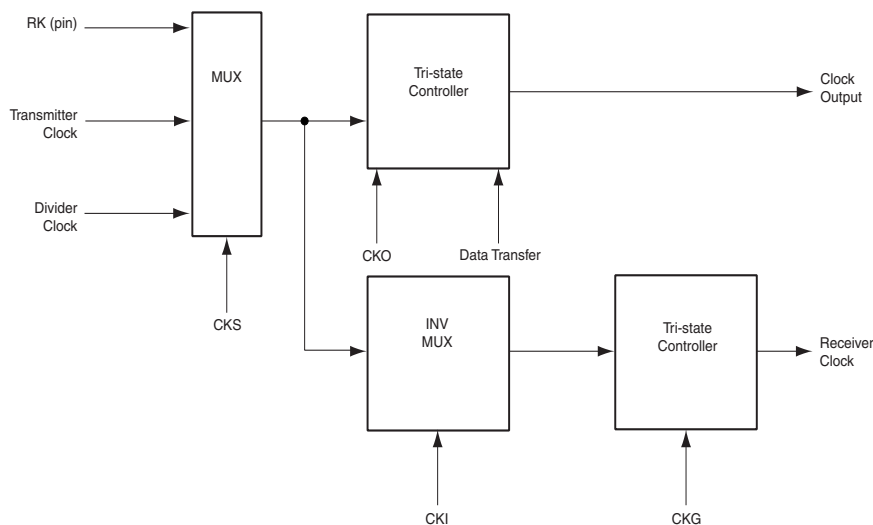 RK (pin)
MUX
Tri-state
Controller
Clock
Output
Transmitter
Clock
Divider
Clock
CKO
Data Transfer
CKS
INV
MUX
Tri-state
Controller
Receiver
Clock
CKI
CKG